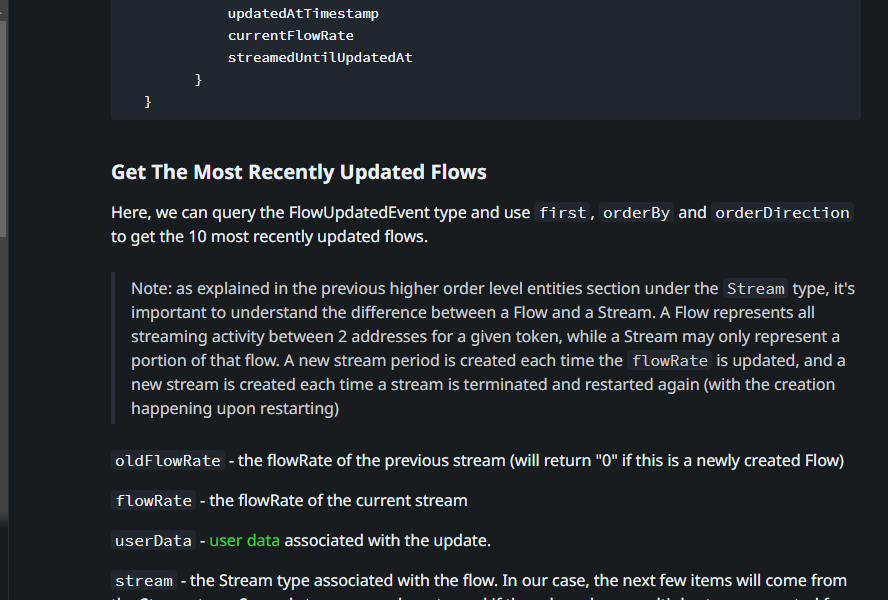 updatedAtTimestamp
currentFlowRate
streamedUntilUpdatedAt
}
}
Get The Most Recently Updated Flows
Here, we can query the FlowUpdatedEvent type and use first, orderBy and orderDirection
to get the 10 most recently updated flows.
Note: as explained in the previous higher order level entities section under the Stream type, it's
important to understand the difference between a Flow and a Stream. A Flow represents all
streaming activity between 2 addresses for a given token, while a Stream may only represent a
portion of that flow. A new stream period is created each time the flowRate is updated, and a
new stream is created each time a stream is terminated and restarted again (with the creation
happening upon restarting)
oldFlowRate - the flowRate of the previous stream (will return "0" if this is a newly created Flow)
flowRate - the flowRate of the current stream
userData - user data associated with the update.
stream - the Stream type associated with the flow. In our case, the next few items will come from